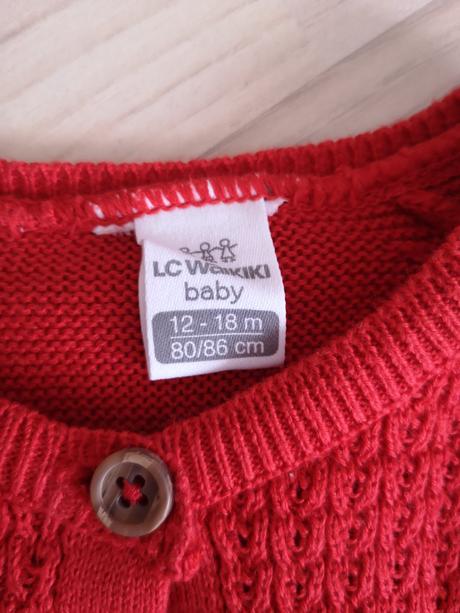 LC WAIKIKI
baby
12 - 18 m
80/86 cm